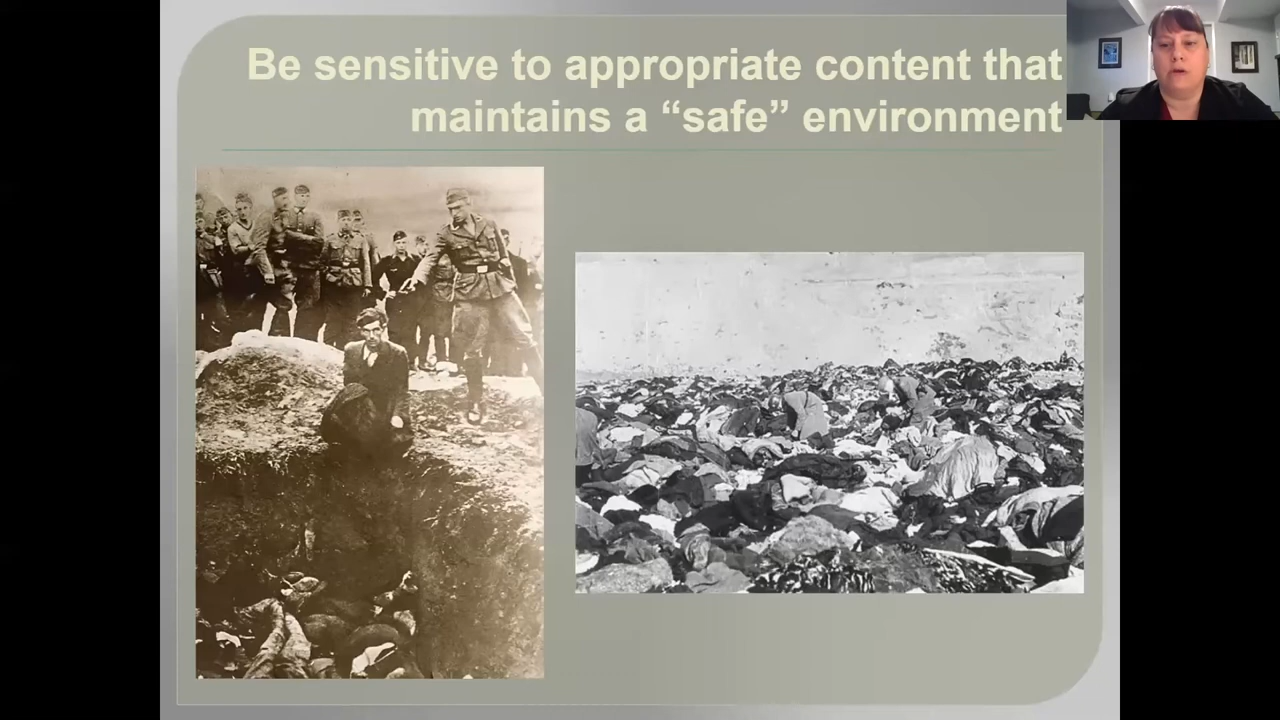 Be sensitive to appropriate content that
maintains a “safe” environment